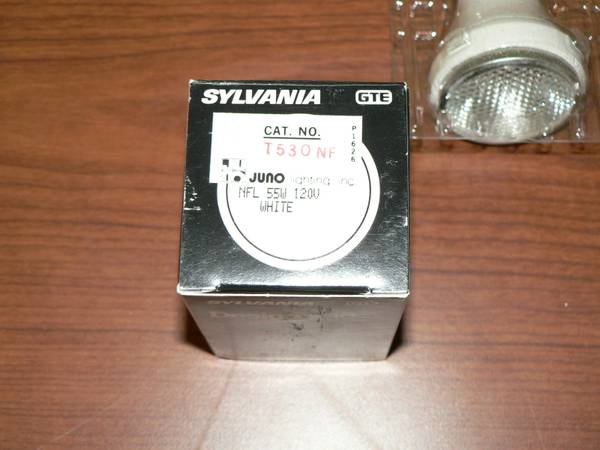 SYLVANIA GTE
CAT. NO.
T530 NF
P1626
JUNO lighting, inc
NFL 55W 120V
WHITE
SYLVANIA